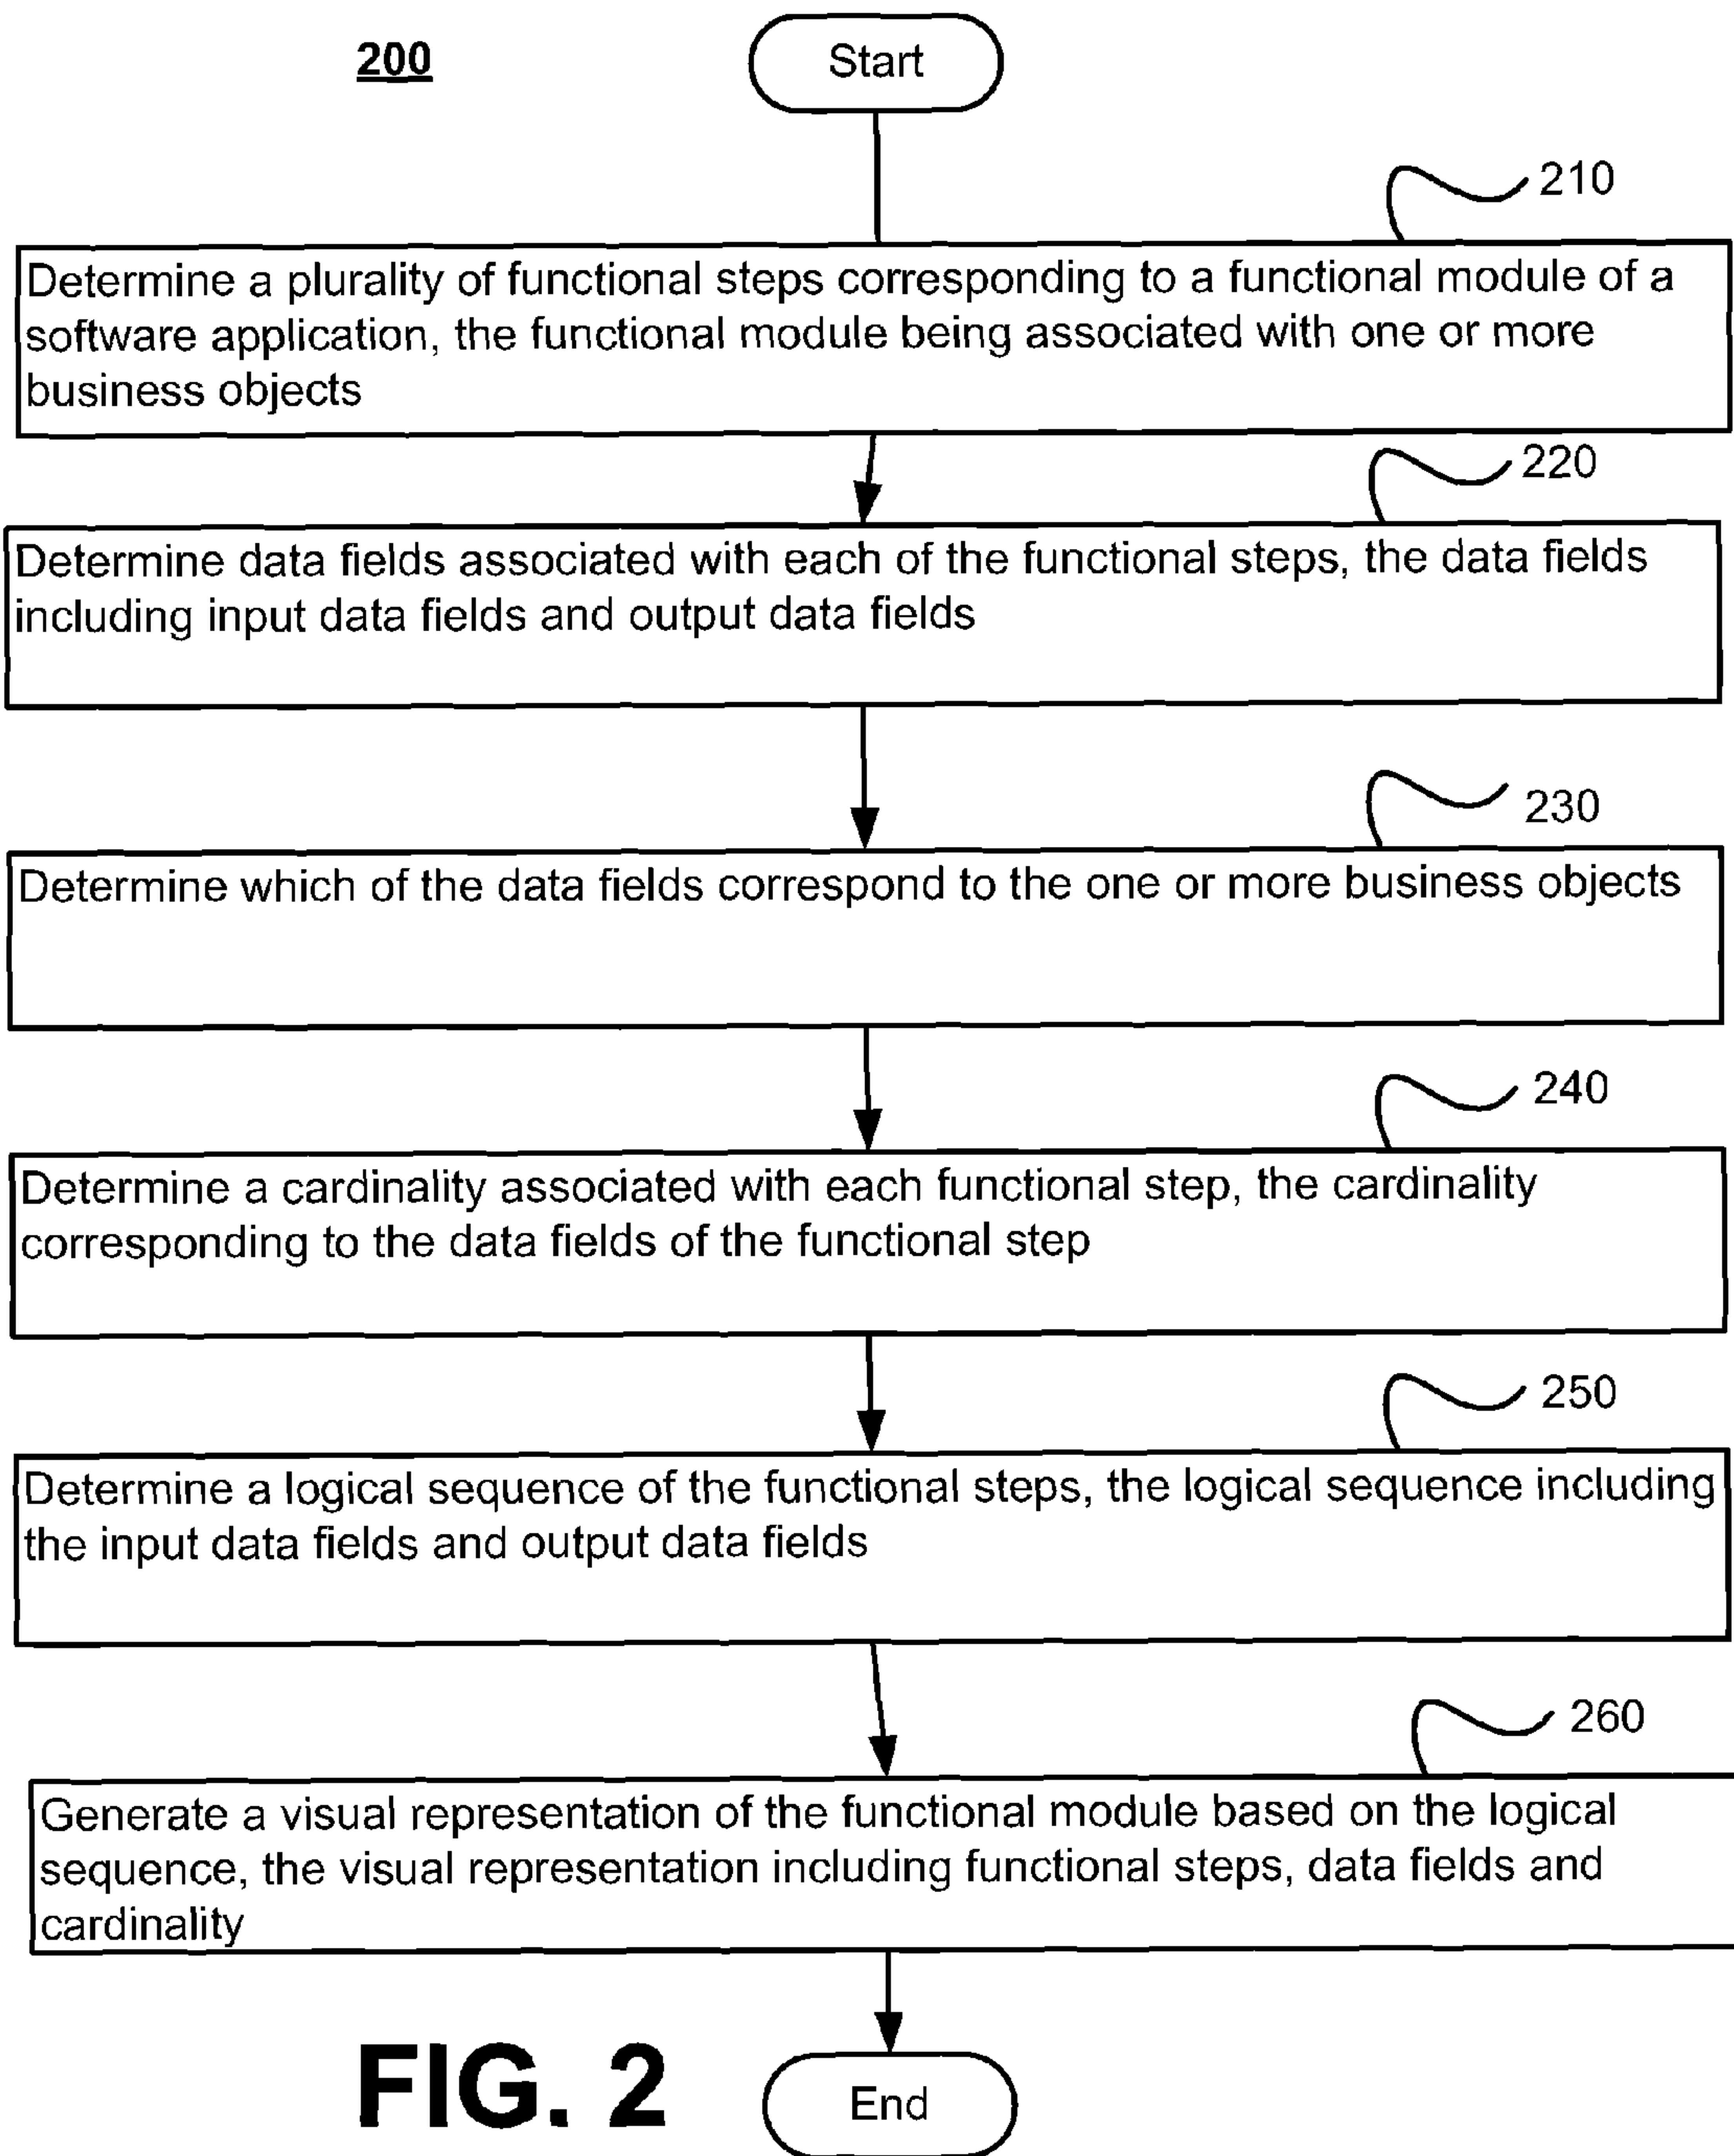 200
Start
210
Determine a plurality of functional steps corresponding to a functional module of a
software application, the functional module being associated with one or more
business objects
220
Determine data fields associated with each of the functional steps, the data fields
including input data fields and output data fields
230
Determine which of the data fields correspond to the one or more business objects
240
Determine a cardinality associated with each functional step, the cardinality
corresponding to the data fields of the functional step
250
Determine a logical sequence of the functional steps, the logical sequence including
the input data fields and output data fields
260
Generate a visual representation of the functional module based on the logical
sequence, the visual representation including functional steps, data fields and
cardinality
FIG. 2
End